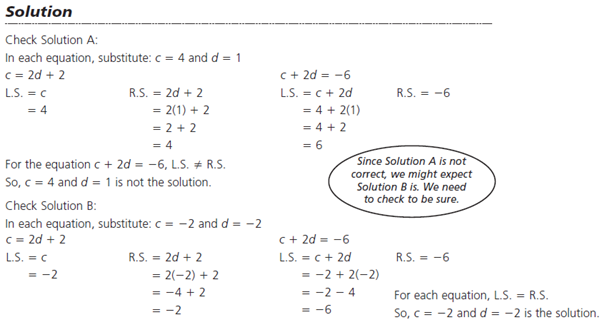 Solution
Check Solution A:
In each equation, substitute: c = 4 and d = 1
c = 2d + 2
L.S. = c
= 4
R.S. = 2d + 2
= 2(1) + 2
= 2 + 2
= 4
c + 2d = −6
L.S. = c + 2d
= 4 + 2(1)
= 4 + 2
= 6
R.S. = −6
For the equation c + 2d = −6, L.S. ≠ R.S.
So, c = 4 and d = 1 is not the solution.
Since Solution A is not
correct, we might expect
Solution B is. We need
to check to be sure.
Check Solution B:
In each equation, substitute: c = −2 and d = −2
c = 2d + 2
L.S. = c
= −2
R.S. = 2d + 2
= 2(−2) + 2
= −4 + 2
= −2
c + 2d = −6
L.S. = c + 2d
= −2 + 2(−2)
= −2 − 4
= −6
R.S. = −6
For each equation, L.S. = R.S.
So, c = −2 and d = −2 is the solution.